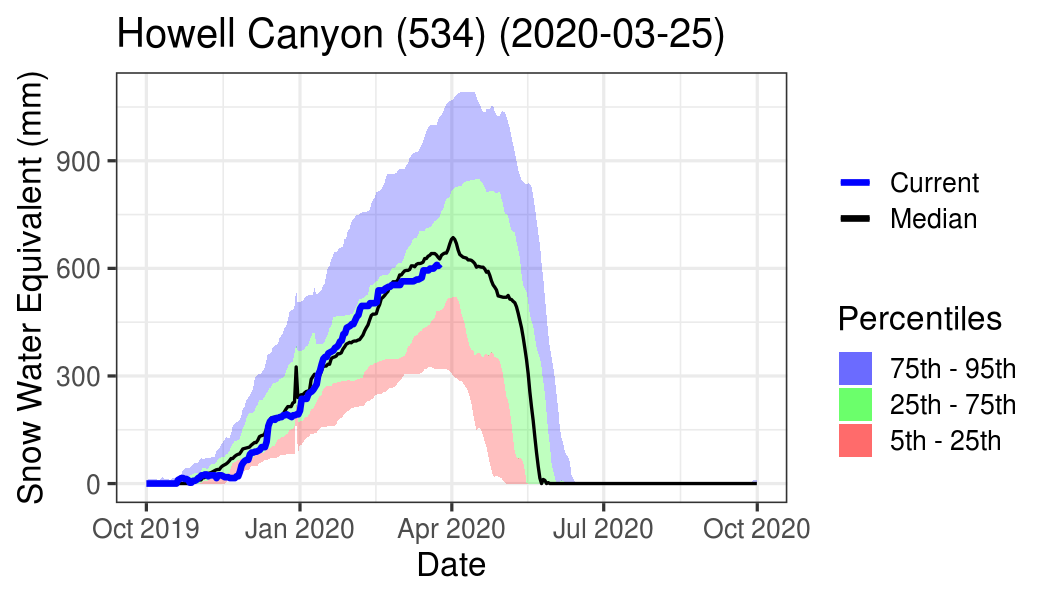 Howell Canyon (534) (2020-03-25)
Snow Water Equivalent (mm)
900
600
300
0
Oct 2019 Jan 2020 Apr 2020 Jul 2020 Oct 2020
Date
Current
Median
Percentiles
75th - 95th
25th - 75th
5th - 25th